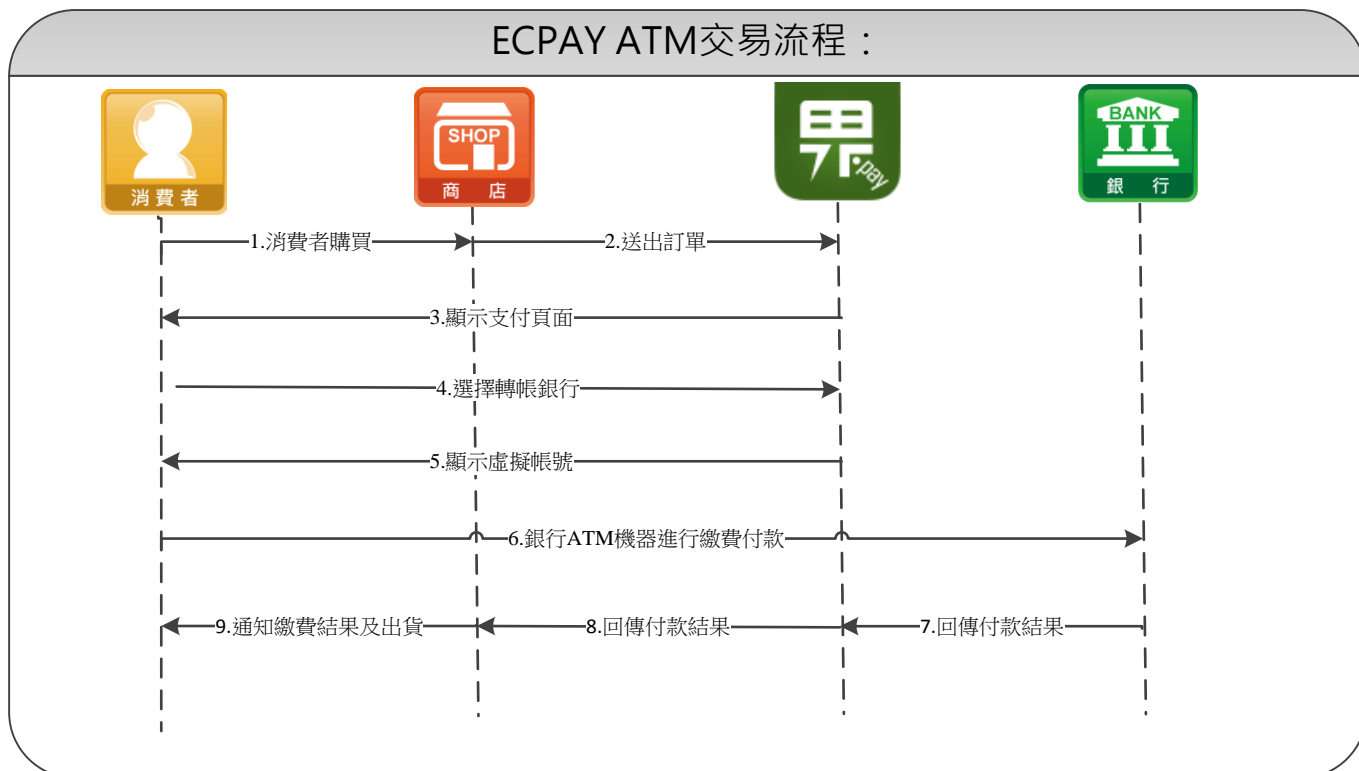 ECPAY ATM交易流程：
消費者
SHOP
商 店
pay
BANK
銀 行
1.消費者購買
2.送出訂單
3.顯示支付頁面
4.選擇轉帳銀行
5.顯示虛擬帳號
6.銀行ATM機器進行繳費付款
9.通知繳費結果及出貨
8.回傳付款結果
7.回傳付款結果